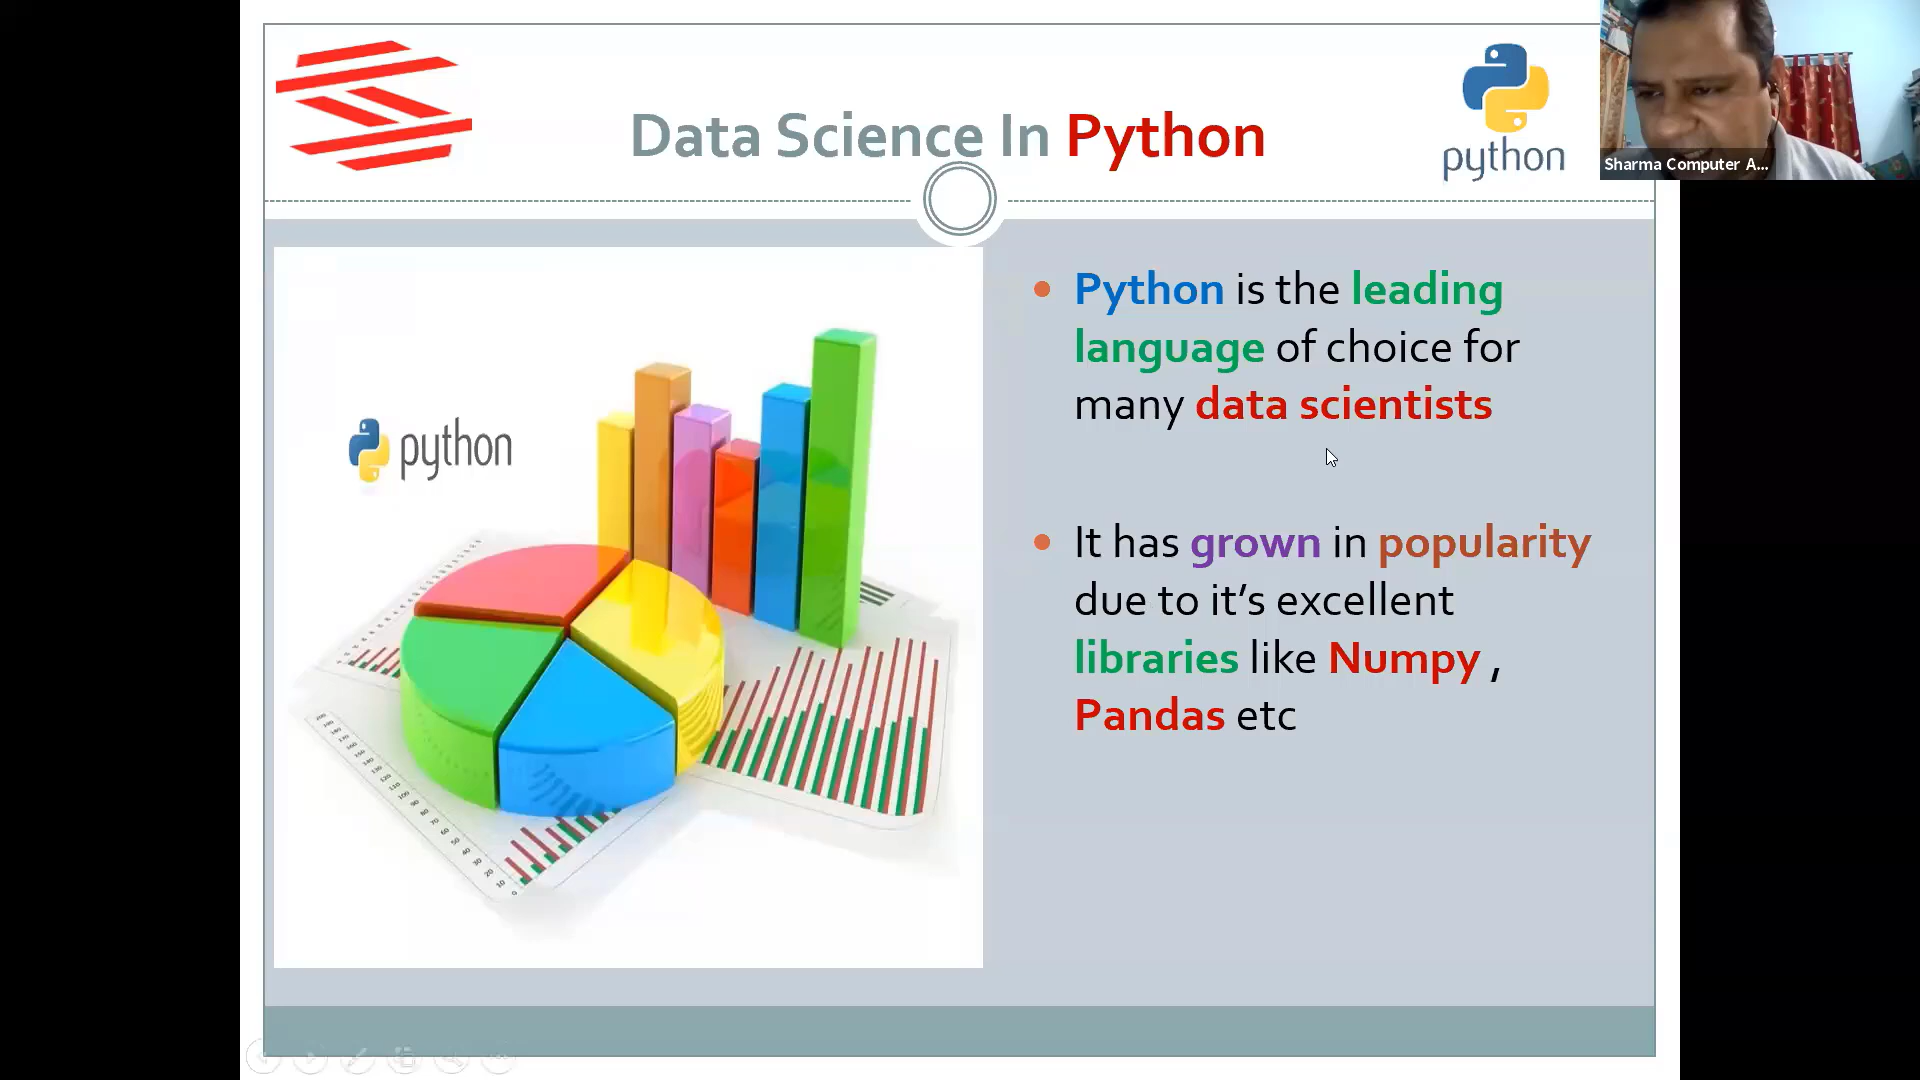 Data Science In Python
python
Sharma Computer A...
python
Python is the leading
language of choice for
many data scientists
It has grown in popularity
due to it’s excellent
libraries like Numpy ,
Pandas etc